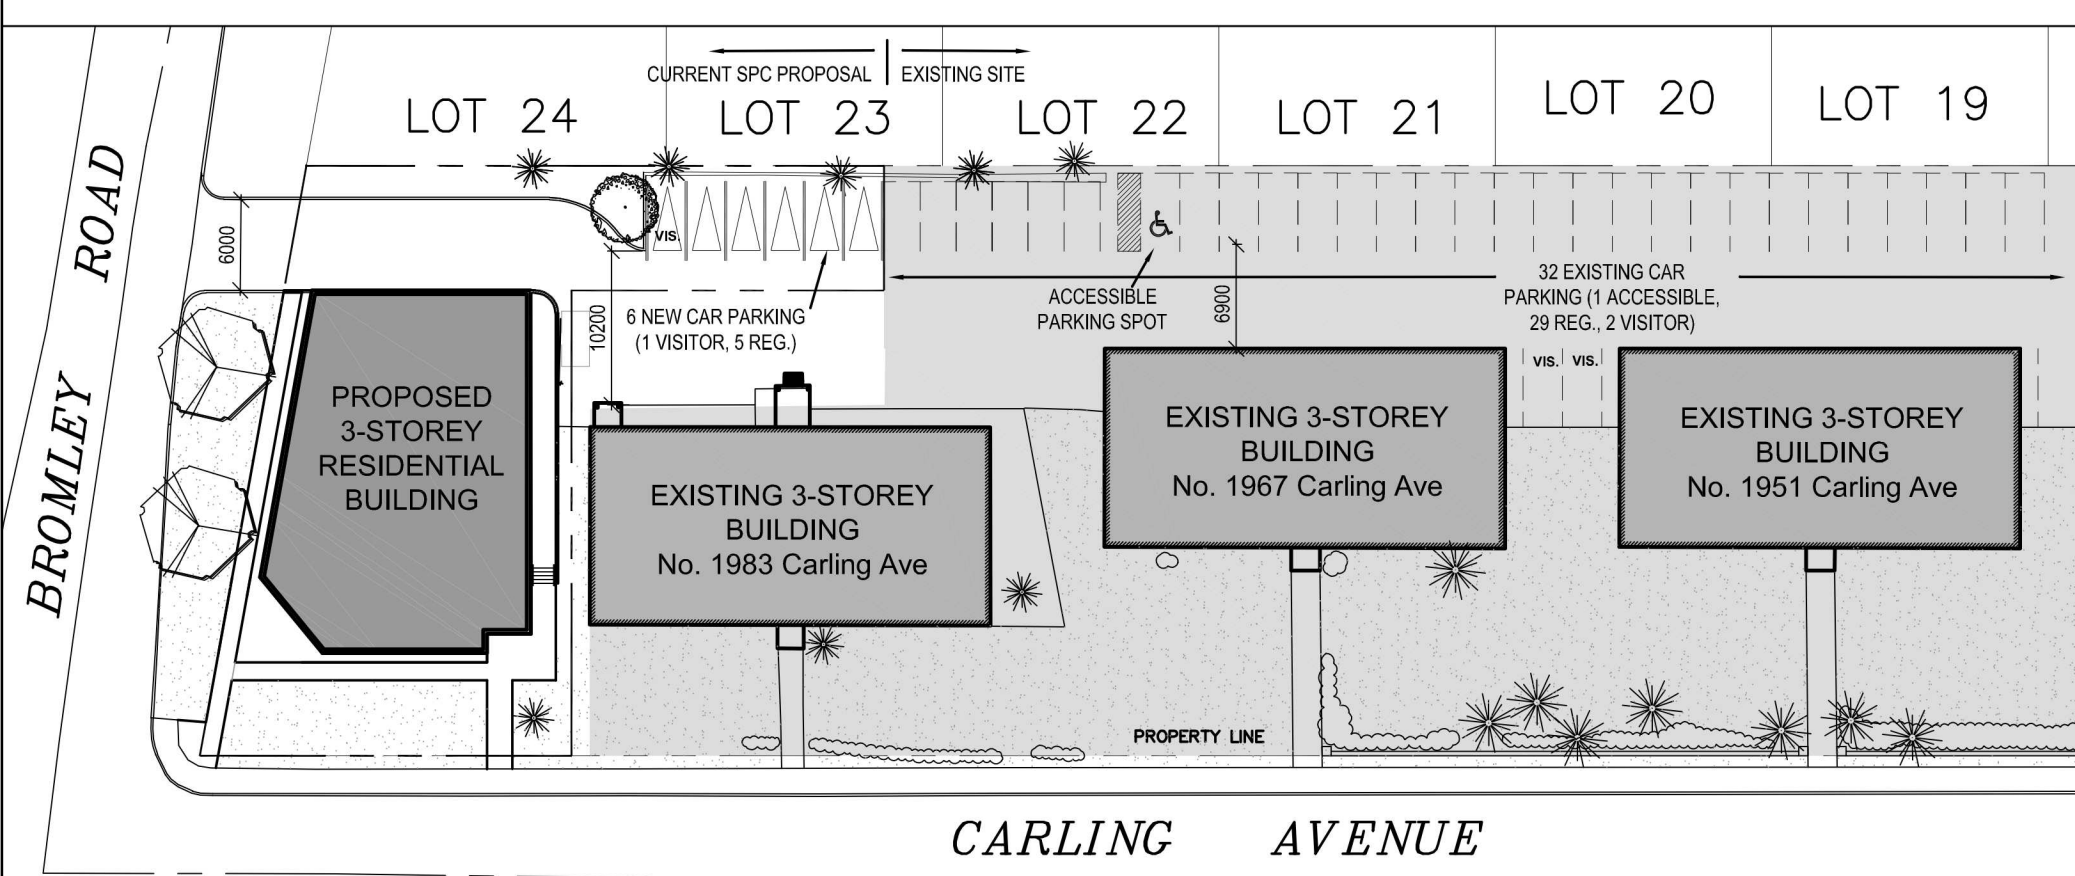 CURRENT SPC PROPOSAL
EXISTING SITE
LOT 24
LOT 23
LOT 22
LOT 21
LOT 20
LOT 19
BROMLEY ROAD
6000
VIS.
10200
6 NEW CAR PARKING
(1 VISITOR, 5 REG.)
ACCESSIBLE
PARKING SPOT
6900
32 EXISTING CAR
PARKING (1 ACCESSIBLE,
29 REG., 2 VISITOR)
VIS.
VIS.
PROPOSED
3-STOREY
RESIDENTIAL
BUILDING
EXISTING 3-STOREY
BUILDING
No. 1983 Carling Ave
EXISTING 3-STOREY
BUILDING
No. 1967 Carling Ave
EXISTING 3-STOREY
BUILDING
No. 1951 Carling Ave
PROPERTY LINE
CARLING AVENUE